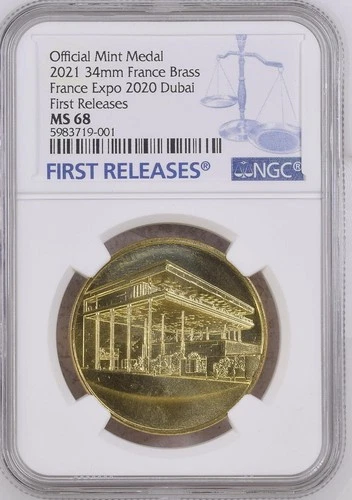 Official Mint Medal
2021 34mm France Brass
France Expo 2020 Dubai
First Releases
MS 68
5983719-001
FIRST RELEASES®
NGC®